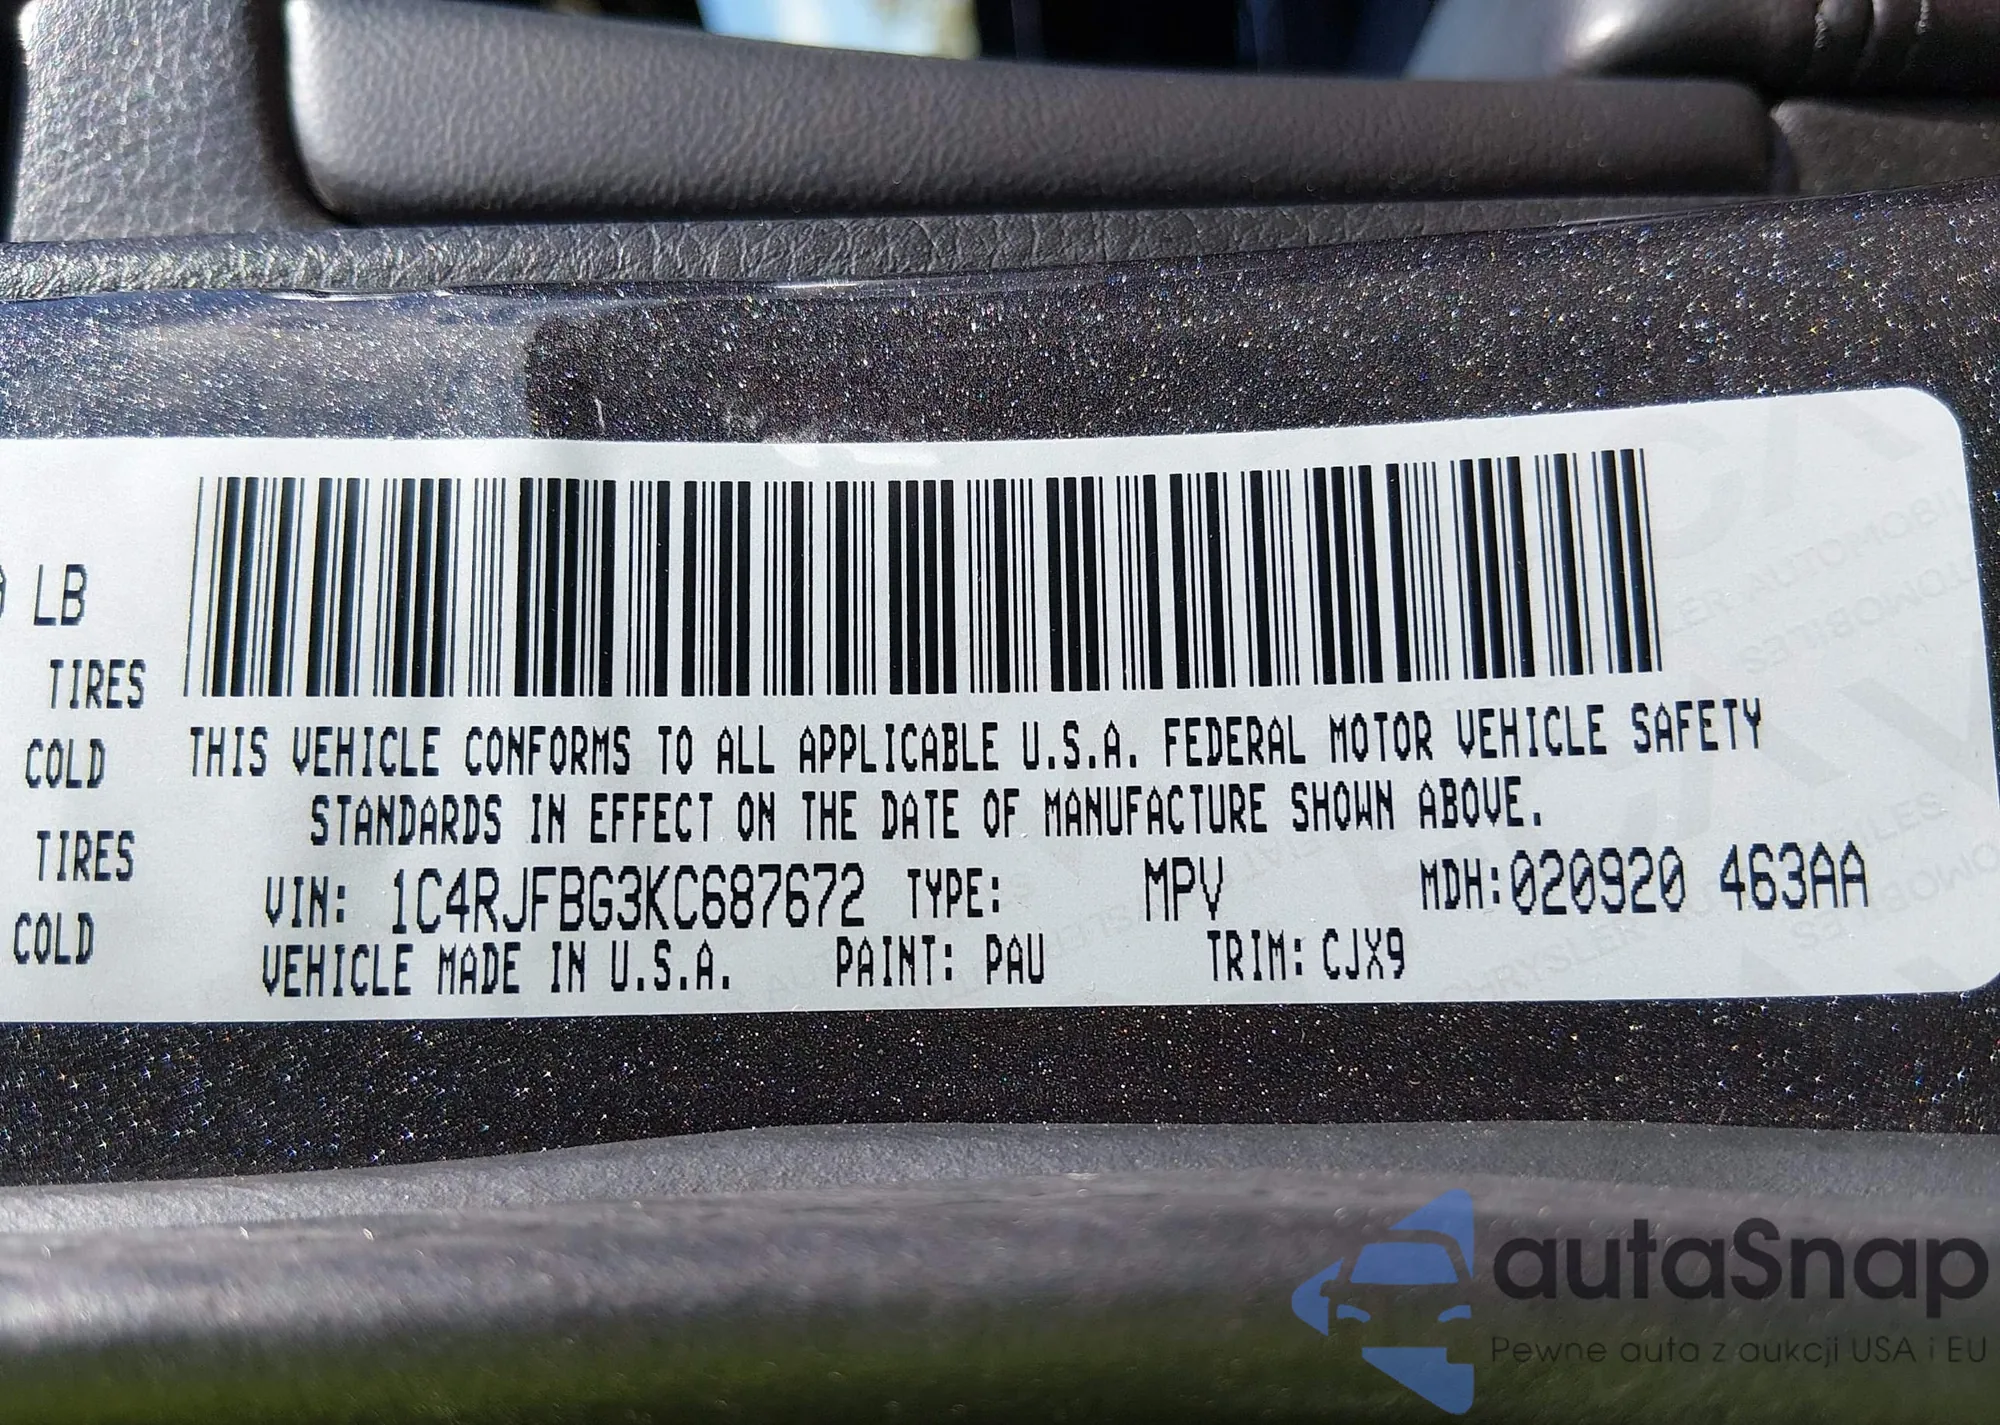 LB
TIRES
COLD
TIRES
COLD
THIS VEHICLE CONFORMS TO ALL APPLICABLE U.S.A. FEDERAL MOTOR VEHICLE SAFETY
STANDARDS IN EFFECT ON THE DATE OF MANUFACTURE SHOWN ABOVE.
VIN: 1C4RJFBG3KC687672 TYPE: MPV MDH:020920 463AA
VEHICLE MADE IN U.S.A. PAINT: PAU TRIM: CJX9
autaSnap
Pewne auta z aukcji USA i EU